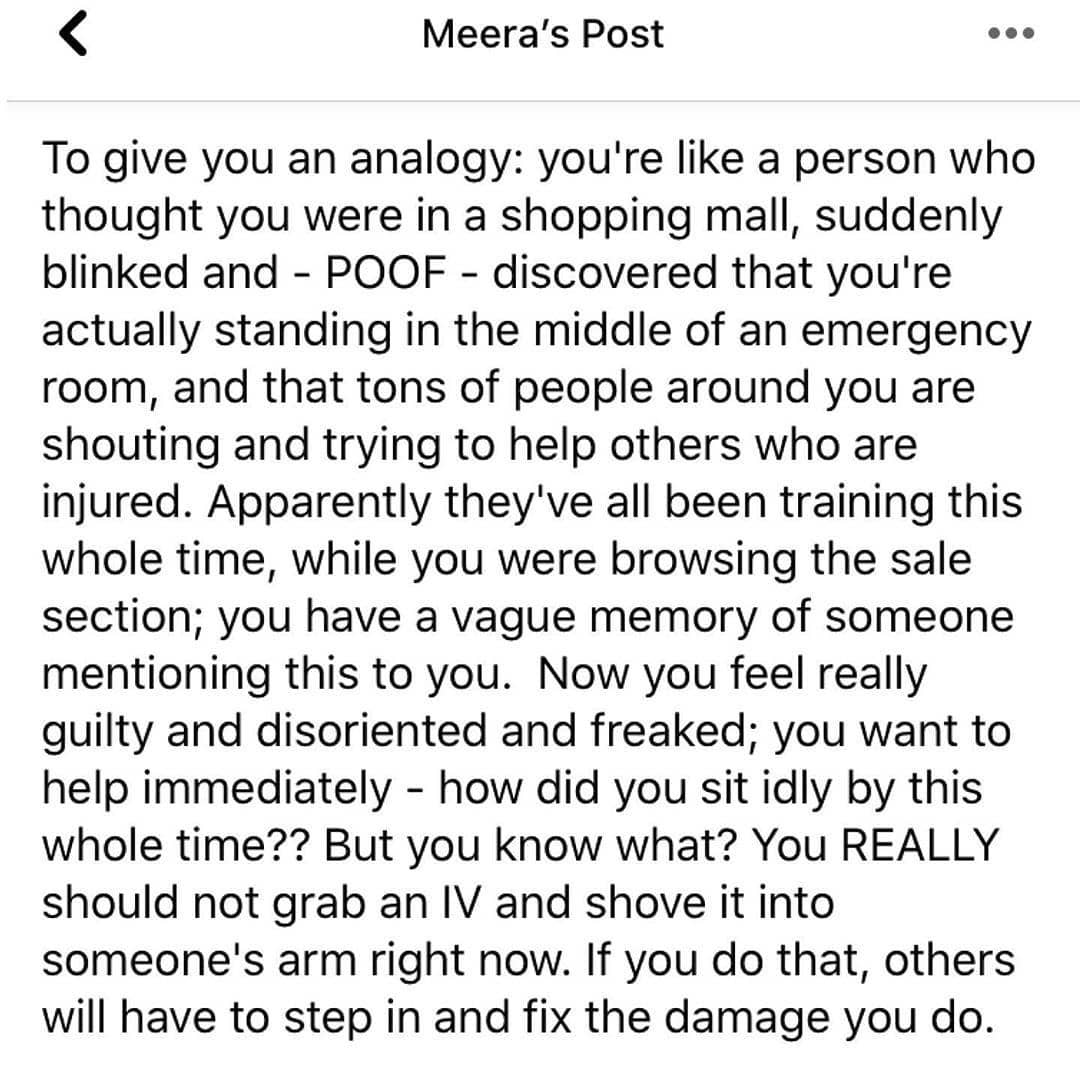 Meera’s Post
To give you an analogy: you're like a person who
thought you were in a shopping mall, suddenly
blinked and - POOF - discovered that you're
actually standing in the middle of an emergency
room, and that tons of people around you are
shouting and trying to help others who are
injured. Apparently they've all been training this
whole time, while you were browsing the sale
section; you have a vague memory of someone
mentioning this to you.  Now you feel really
guilty and disoriented and freaked; you want to
help immediately - how did you sit idly by this
whole time?? But you know what? You REALLY
should not grab an IV and shove it into
someone's arm right now. If you do that, others
will have to step in and fix the damage you do.